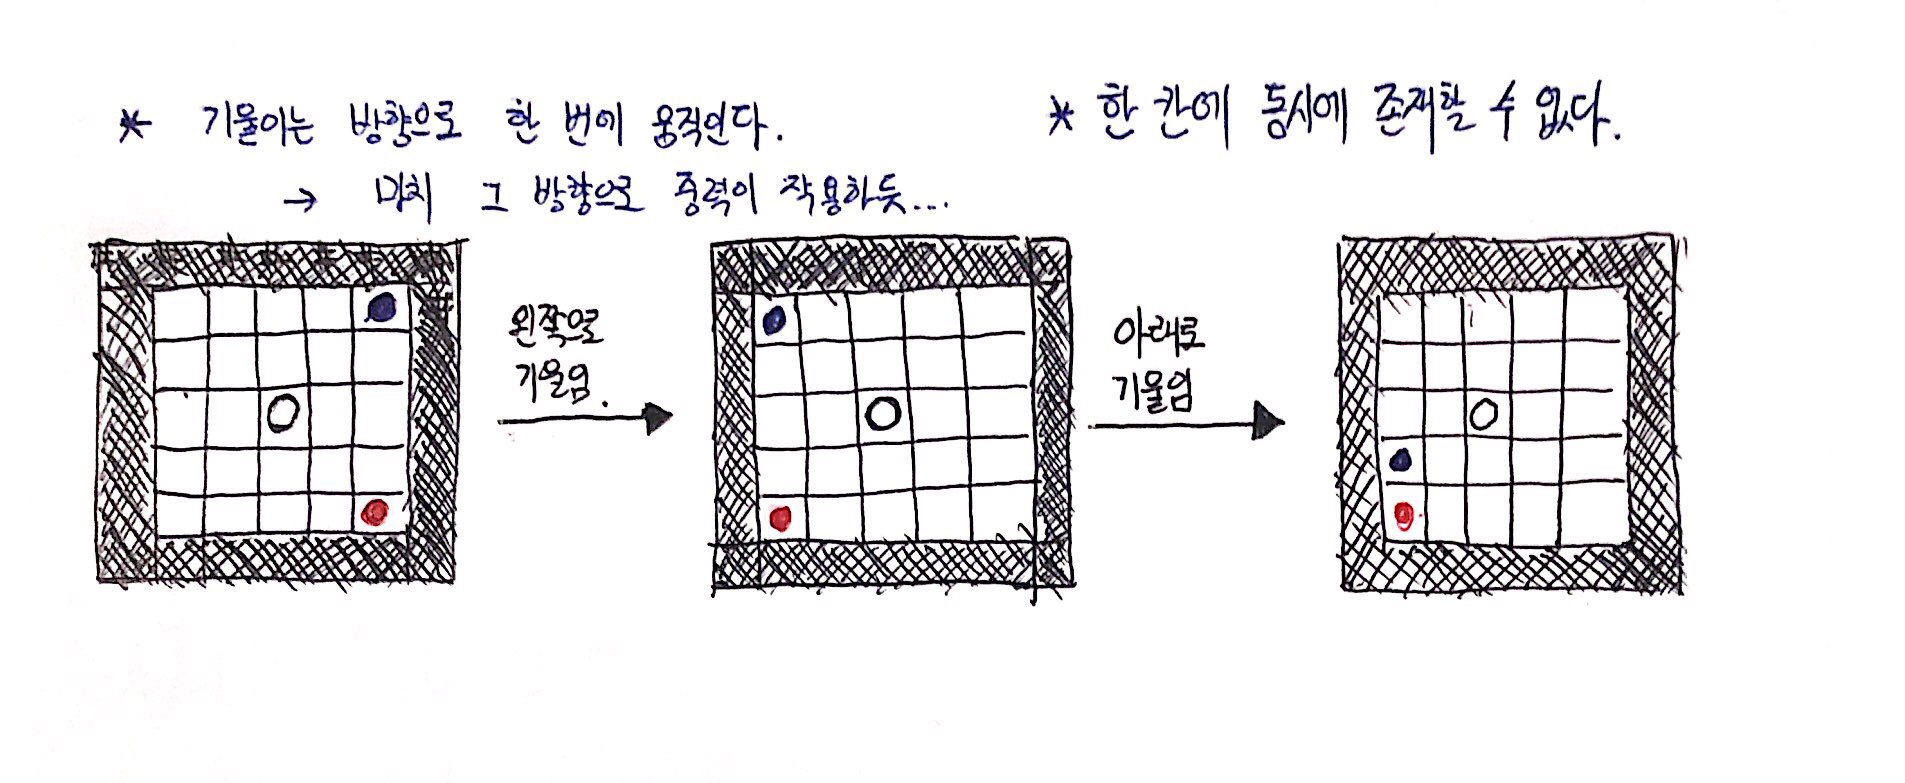 * 기울이는 방향으로 한 번에 움직인다.
→ 마치 그 방향으로 중력이 작용하듯...
* 한 칸에 동시에 존재할 수 없다.
왼쪽으로
기울임.
아래로
기울임